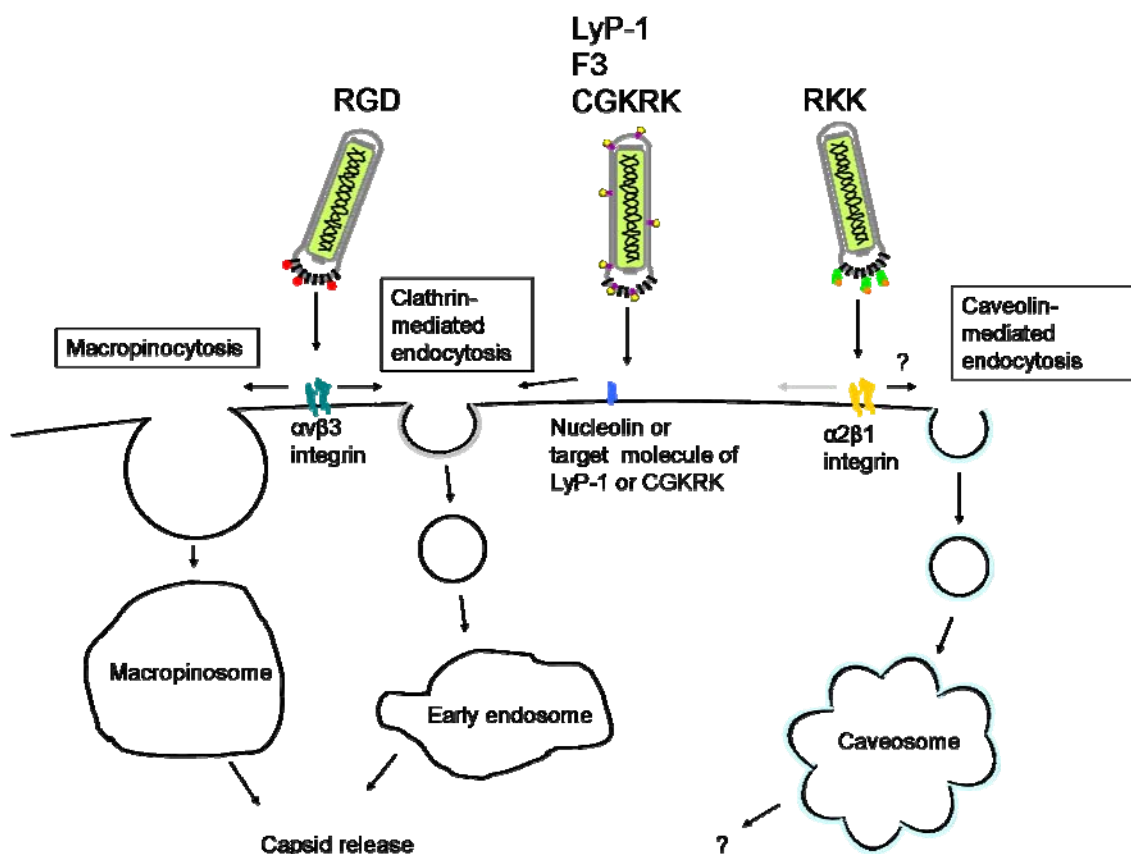 LyP-1
F3
CGKRK
RGD
RKK
Macropinocytosis
Clathrin-
mediated
endocytosis
Caveolin-
mediated
endocytosis
?
αvβ3
integrin
Nucleolin or
target molecule of
LyP-1 or CGKRK
α2β1
integrin
Macropinosome
Early endosome
Caveosome
Capsid release
?